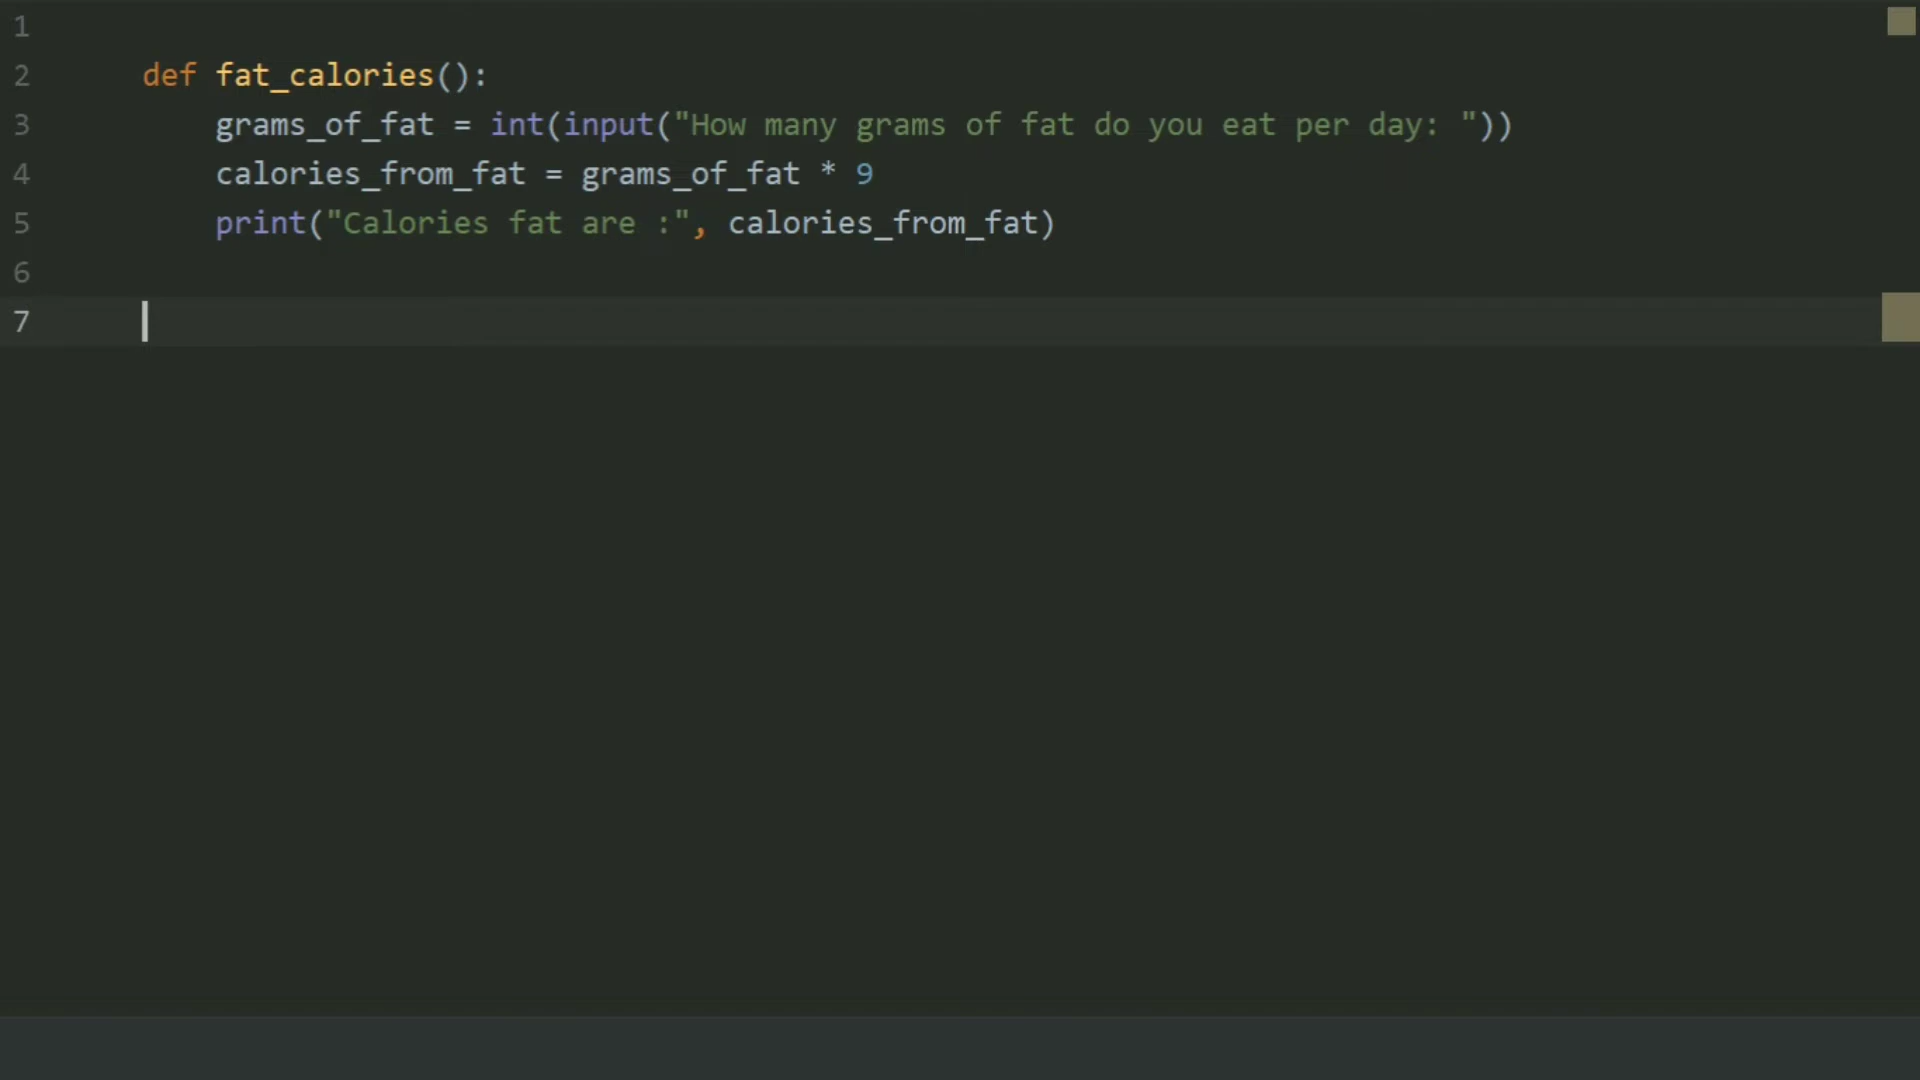 1
2 def fat_calories():
3 grams_of_fat = int(input("How many grams of fat do you eat per day: "))
4 calories_from_fat = grams_of_fat * 9
5 print("Calories fat are :", calories_from_fat)
6
7